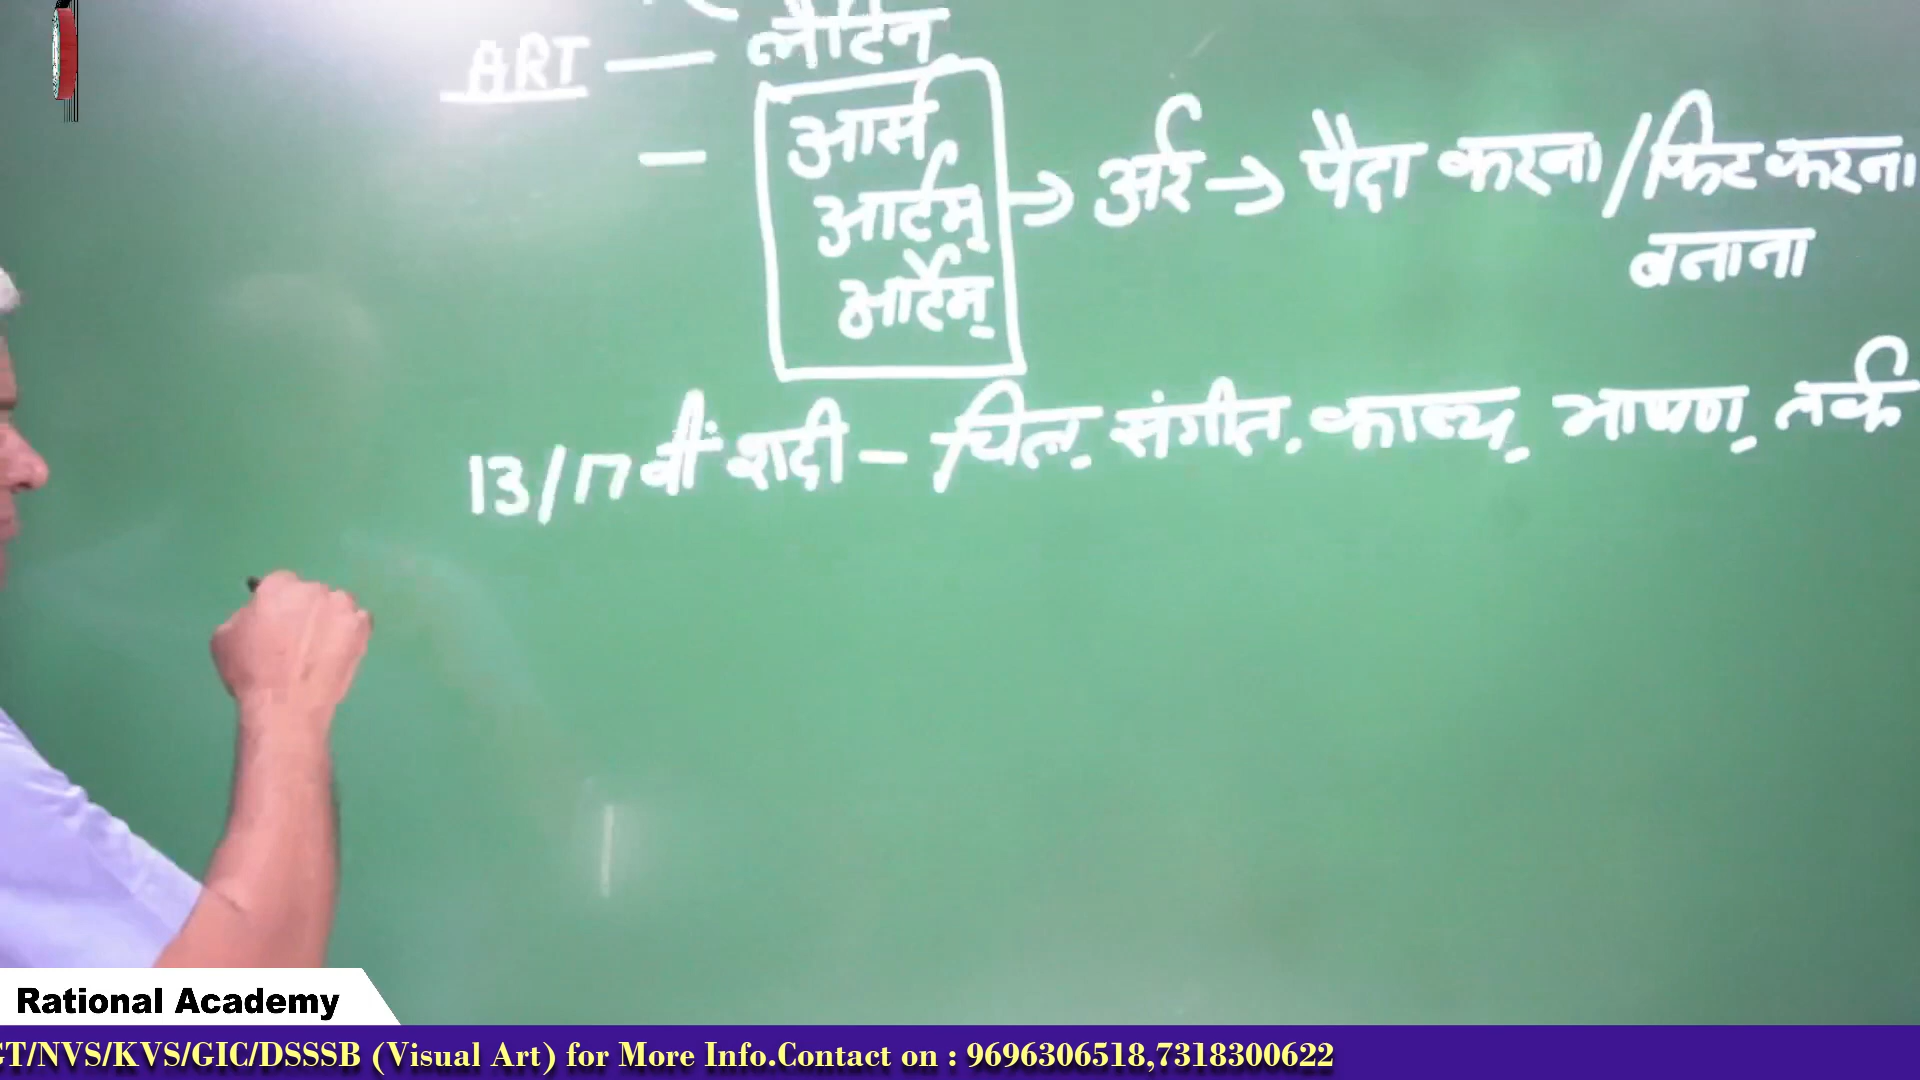 ART — लैटिन
— आर्स
आर्टम् → अर्र → पैदा करना/फिट करना
बनाना
आर्टेम्
13/17 वीं शदी — चित्र, संगीत, काव्य, भाषण, तर्क
Rational Academy
GT/NVS/KVS/GIC/DSSSB (Visual Art) for More Info.Contact on : 9696306518,7318300622